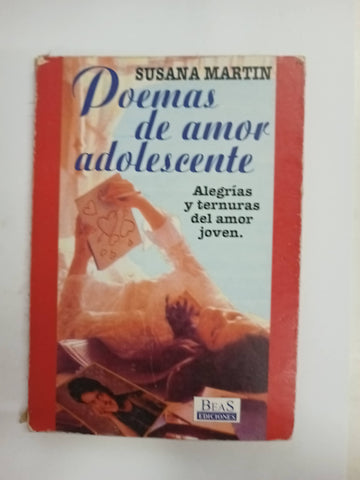 SUSANA MARTIN
Poemas
de amor
adolescente
Alegrías
y ternuras
del amor
joven.
BEAS
EDICIONES